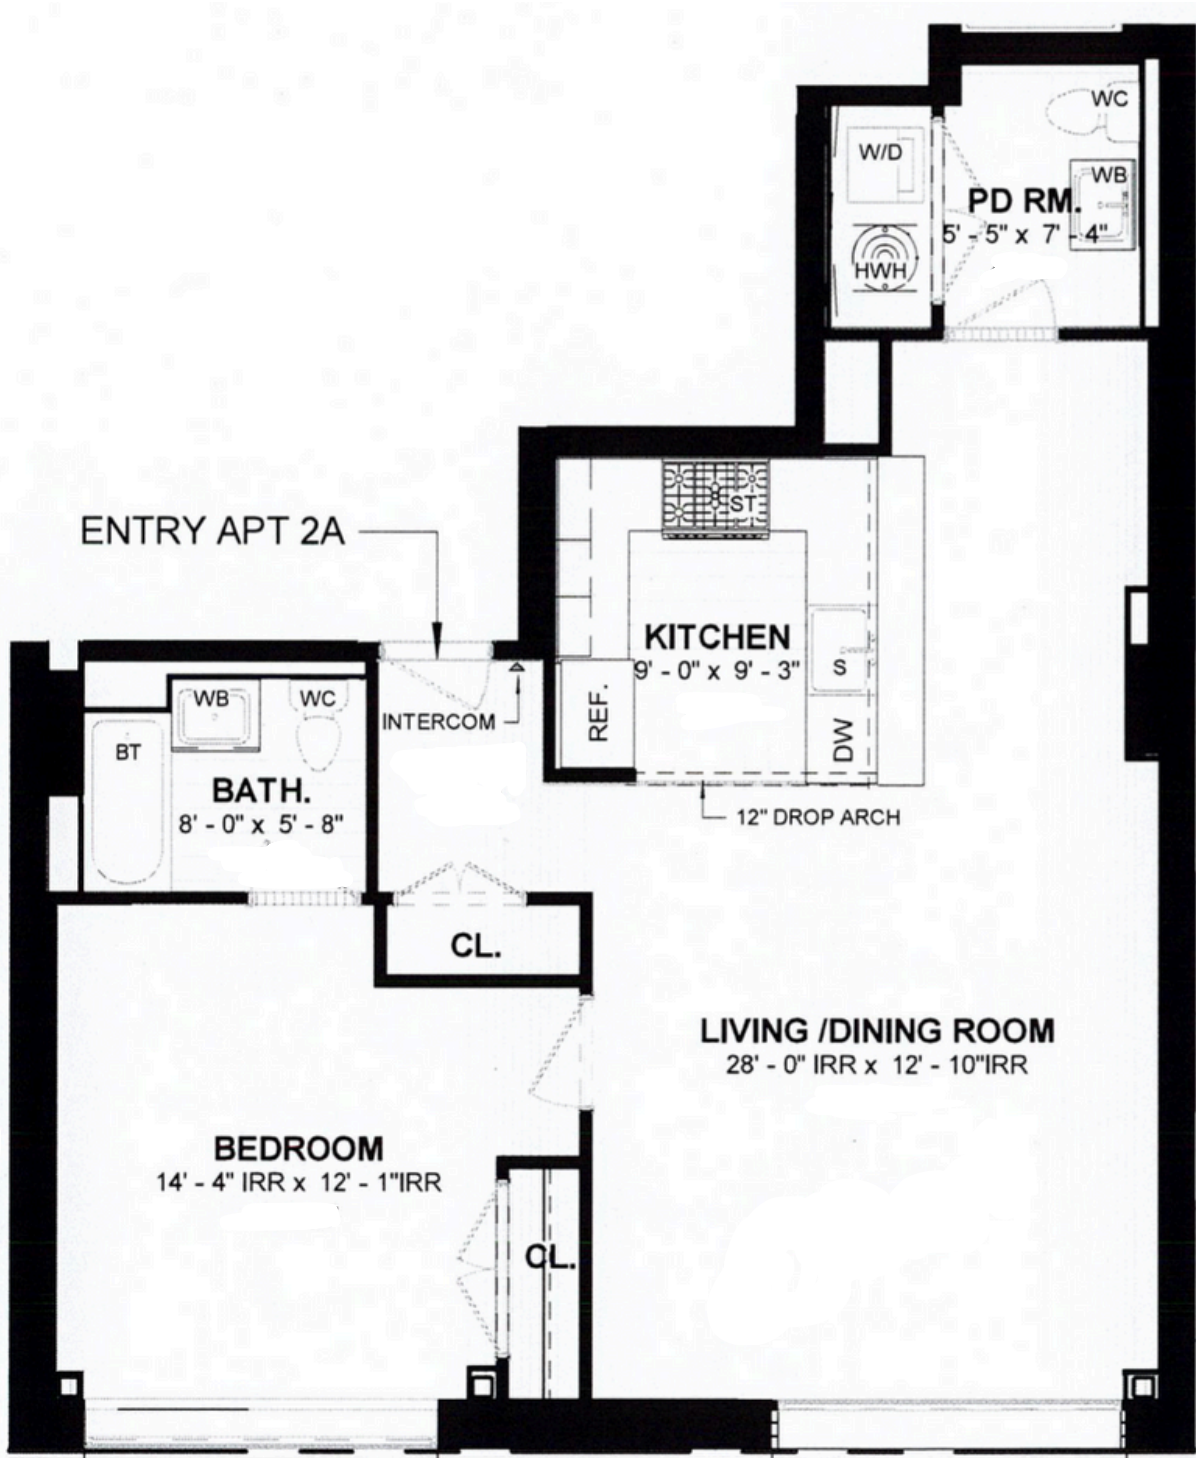 WC
W/D
WB
PD RM.
5' - 5" x 7' - 4"
HWH
ST
ENTRY APT 2A
KITCHEN
9' - 0" x 9' - 3"
S
REF.
DW
INTERCOM
12" DROP ARCH
WB
WC
BT
BATH.
8' - 0" x 5' - 8"
CL.
LIVING /DINING ROOM
28' - 0" IRR x 12' - 10"IRR
BEDROOM
14' - 4" IRR x 12' - 1"IRR
CL.